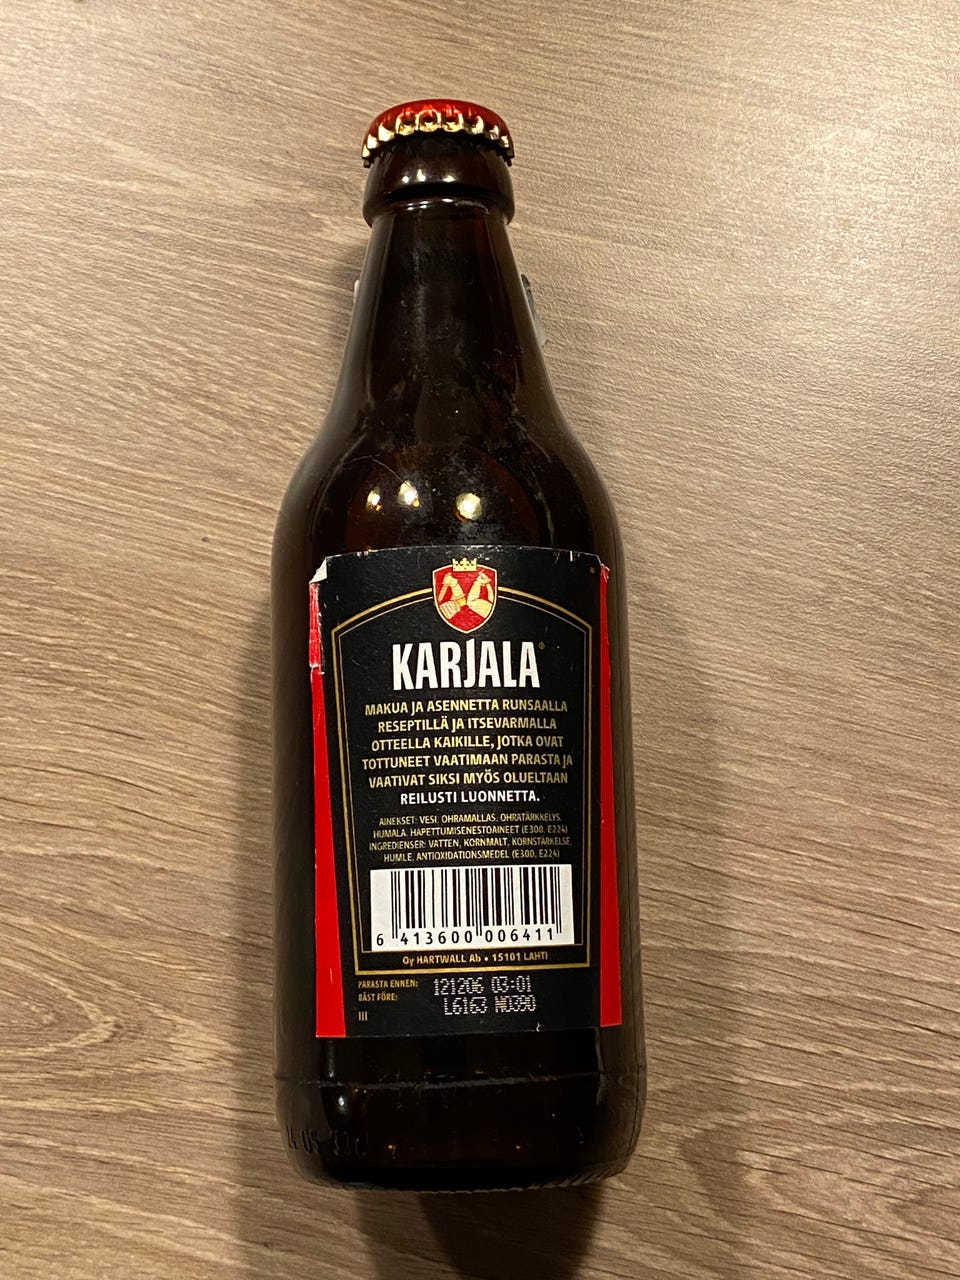 KARJALA®
MAKUA JA ASENNETTA RUNSAALLA
RESEPTILLÄ JA ITSEVARMALLA
OTTEELLA KAIKILLE, JOTKA OVAT
TOTTUNEET VAATIMAAN PARASTA JA
VAATIVAT SIKSI MYÖS OLUELTAAN
REILUSTI LUONNETTA.
AINEKSET: VESI, OHRAMALLAS, OHRATÄRKKELYS,
HUMALA, HAPETTUMISENESTOAINEET (E300, E224)
INGREDIENSER: VATTEN, KORNMALT, KORNSTÄRKELSE,
HUMLE, ANTIOXIDATIONSMEDEL (E300, E224)
6 413600 006411
Oy HARTWALL Ab • 15101 LAHTI
PARASTA ENNEN: 121206 03:01
BÄST FÖRE: L6163 N0390
III